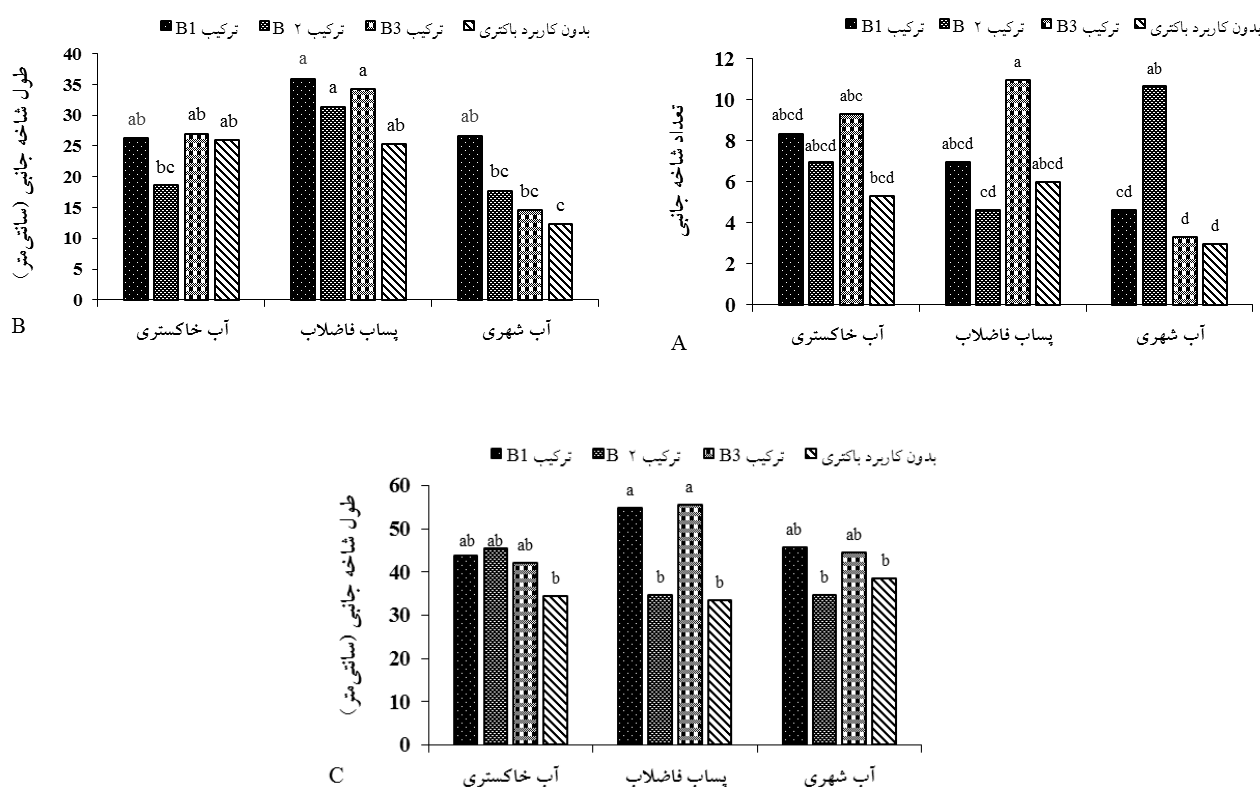 ترکیب B1 ترکیب B ۲ ترکیب B3 بدون کاربرد باکتری
تعداد شاخه جانبی
12
10
8
6
4
2
0
abcd abcd abc bcd
abcd cd a abcd
cd ab d d
آب خاکستری پساب فاضلاب آب شهری
A
ترکیب B1 ترکیب B ۲ ترکیب B3 بدون کاربرد باکتری
طول شاخه جانبی (سانتی‌متر)
40
35
30
25
20
15
10
5
0
ab bc ab ab
a a a ab
ab bc bc c
آب خاکستری پساب فاضلاب آب شهری
B
ترکیب B1 ترکیب B ۲ ترکیب B3 بدون کاربرد باکتری
طول شاخه جانبی (سانتی‌متر)
60
50
40
30
20
10
0
ab ab ab b
a b a b
ab b ab b
آب خاکستری پساب فاضلاب آب شهری
C